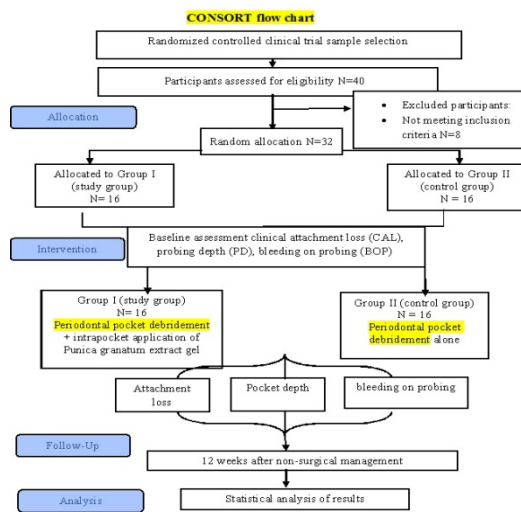 CONSORT flow chart
Randomized controlled clinical trial sample selection
Participants assessed for eligibility N=40
Allocation
• Excluded participants:
• Not meeting inclusion
criteria N=8
Random allocation N=32
Allocated to Group I
(study group)
N = 16
Allocated to Group II
(control group)
N = 16
Intervention
Baseline assessment clinical attachment loss (CAL),
probing depth (PD), bleeding on probing (BOP)
Group I (study group)
N= 16
Periodontal pocket debridement
+ intrapocket application of
Punica granatum extract gel
Group II (control group)
N = 16
Periodontal pocket
debridement alone
Attachment
loss
Pocket depth
bleeding on probing
Follow-Up
12 weeks after non-surgical management
Analysis
Statistical analysis of results